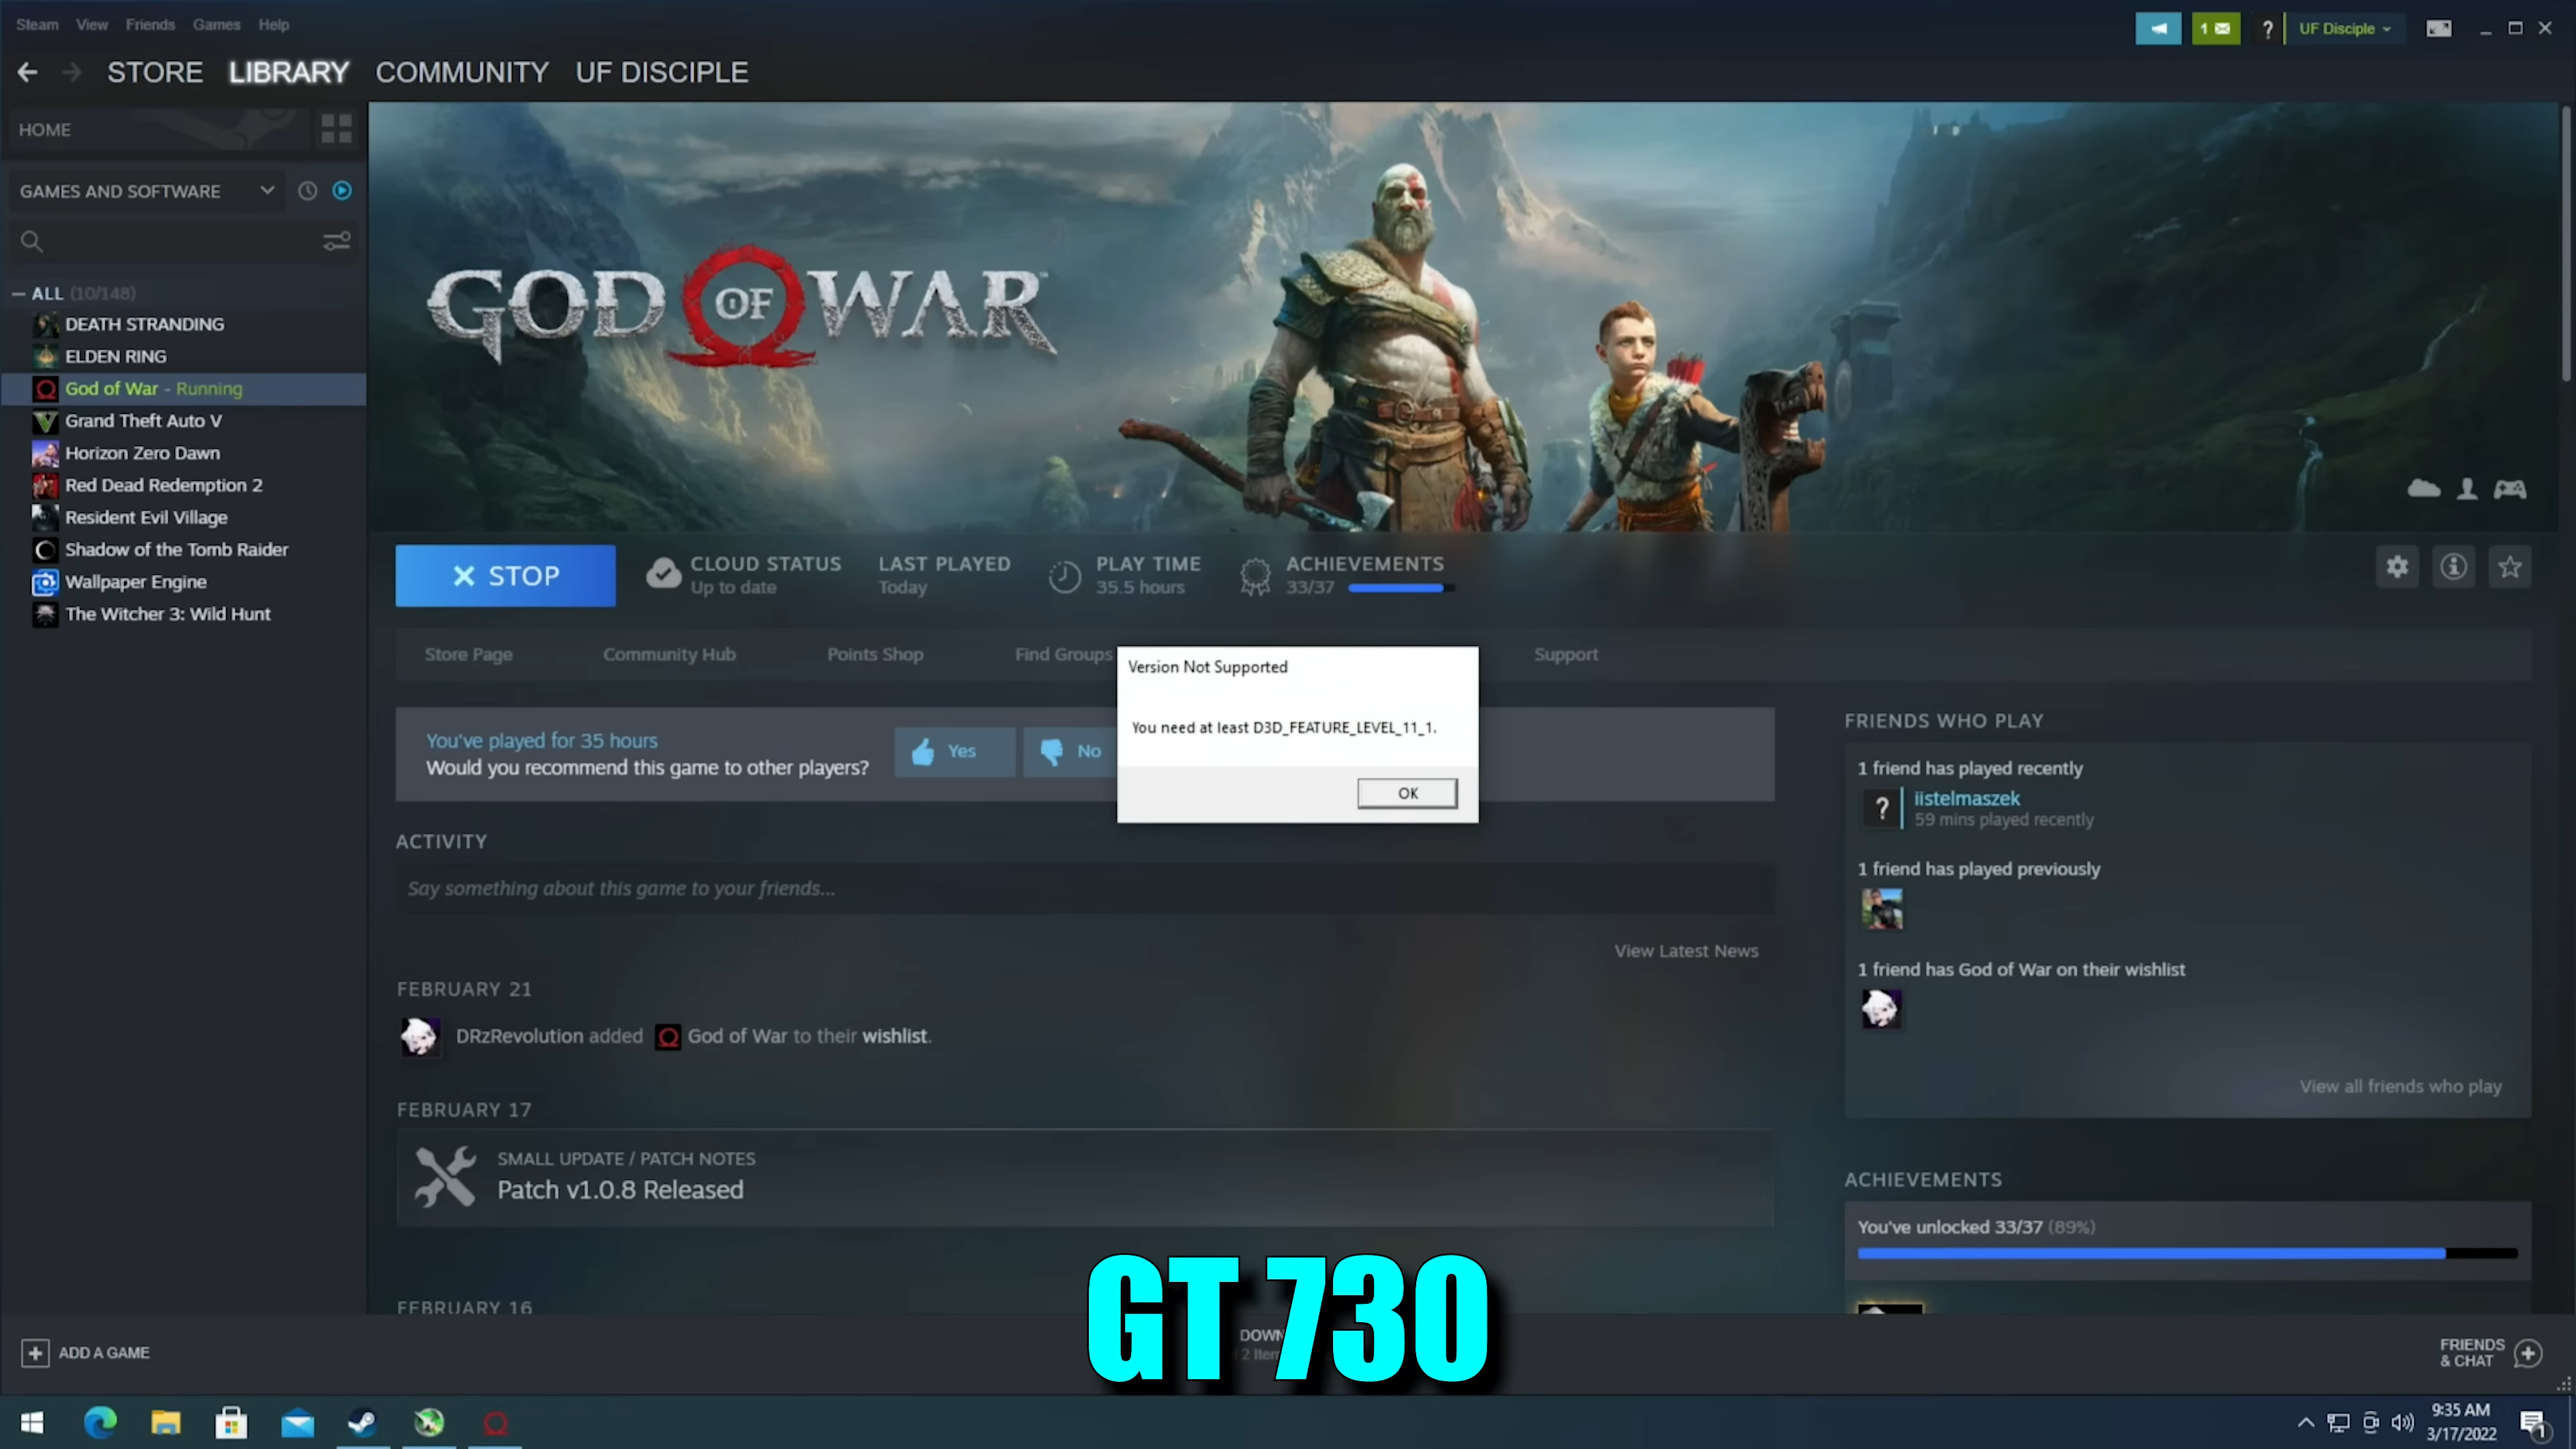 Steam View Friends Games Help
1
?
UF Disciple
STORE LIBRARY COMMUNITY UF DISCIPLE
HOME
GAMES AND SOFTWARE
ALL (10/148)
DEATH STRANDING
ELDEN RING
God of War - Running
Grand Theft Auto V
Horizon Zero Dawn
Red Dead Redemption 2
Resident Evil Village
Shadow of the Tomb Raider
Wallpaper Engine
The Witcher 3: Wild Hunt
GOD OF WAR
STOP
CLOUD STATUS
Up to date
LAST PLAYED
Today
PLAY TIME
35.5 hours
ACHIEVEMENTS
33/37
Store Page Community Hub Points Shop Find Groups Support
Version Not Supported
You need at least D3D_FEATURE_LEVEL_11_1.
OK
You've played for 35 hours
Would you recommend this game to other players?
Yes
No
ACTIVITY
Say something about this game to your friends...
View Latest News
FEBRUARY 21
DRzRevolution added God of War to their wishlist.
FEBRUARY 17
SMALL UPDATE / PATCH NOTES
Patch v1.0.8 Released
FEBRUARY 16
FRIENDS WHO PLAY
1 friend has played recently
?
iistelmaszek
59 mins played recently
1 friend has played previously
1 friend has God of War on their wishlist
View all friends who play
ACHIEVEMENTS
You've unlocked 33/37 (89%)
GT 730
ADD A GAME
FRIENDS
& CHAT
9:35 AM
3/17/2022
1